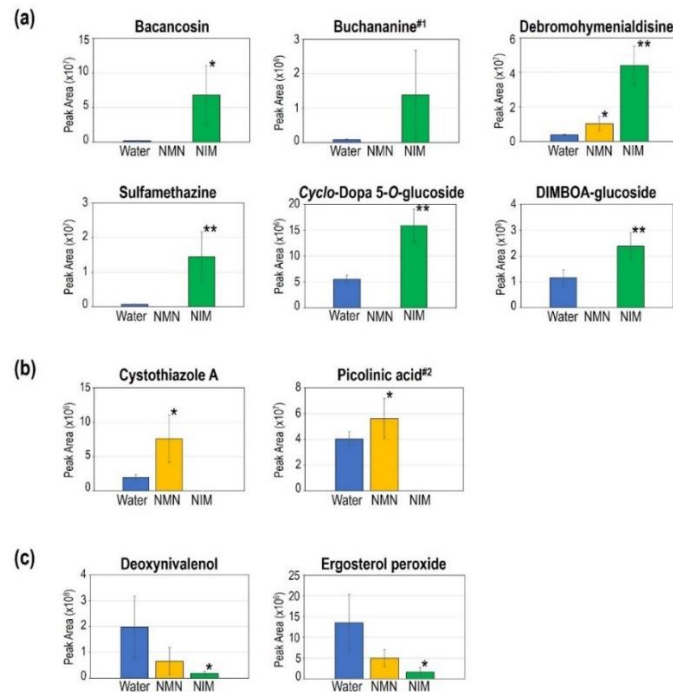 (a)
Bacancosin
Peak Area (x10⁷)
15
10
5
0
*
Water NMN NIM
Buchananine#1
Peak Area (x10⁶)
3
2
1
0
Water NMN NIM
Debromohymenialdisine
Peak Area (x10⁷)
6
4
2
0
*
**
Water NMN NIM
Sulfamethazine
Peak Area (x10⁷)
3
2
1
0
**
Water NMN NIM
Cyclo-Dopa 5-O-glucoside
Peak Area (x10⁶)
20
15
10
5
0
**
Water NMN NIM
DIMBOA-glucoside
Peak Area (x10⁶)
4
3
2
1
0
**
Water NMN NIM
(b)
Cystothiazole A
Peak Area (x10⁶)
15
10
5
0
*
Water NMN NIM
Picolinic acid#2
Peak Area (x10⁷)
8
6
4
2
0
*
Water NMN NIM
(c)
Deoxynivalenol
Peak Area (x10⁸)
4
3
2
1
0
*
Water NMN NIM
Ergosterol peroxide
Peak Area (x10⁶)
25
20
15
10
5
0
*
Water NMN NIM